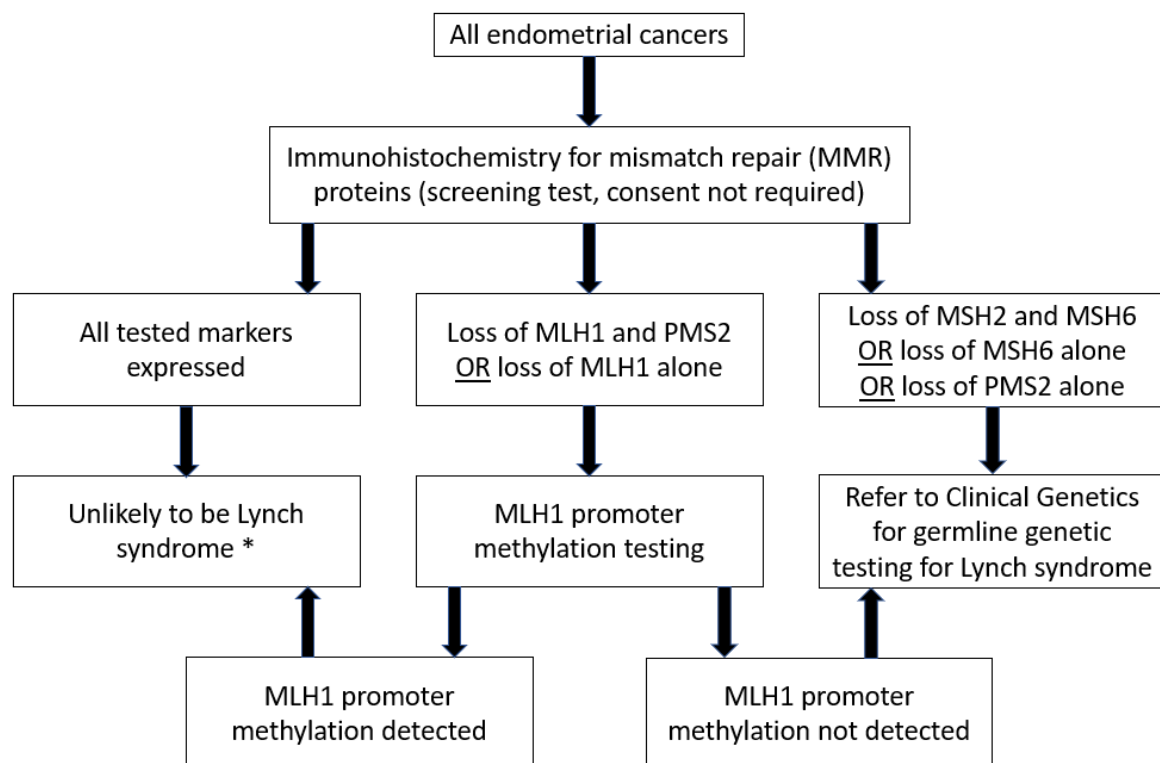 All endometrial cancers
Immunohistochemistry for mismatch repair (MMR)
proteins (screening test, consent not required)
All tested markers
expressed
Loss of MLH1 and PMS2
OR loss of MLH1 alone
Loss of MSH2 and MSH6
OR loss of MSH6 alone
OR loss of PMS2 alone
Unlikely to be Lynch
syndrome *
MLH1 promoter
methylation testing
Refer to Clinical Genetics
for germline genetic
testing for Lynch syndrome
MLH1 promoter
methylation detected
MLH1 promoter
methylation not detected